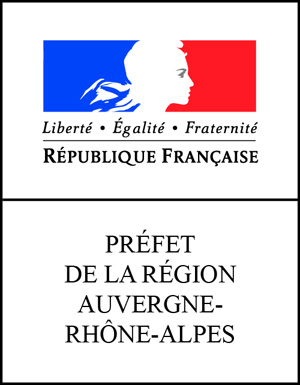 Liberté • Égalité • Fraternité
RÉPUBLIQUE FRANÇAISE
PRÉFET
DE LA RÉGION
AUVERGNE-
RHÔNE-ALPES